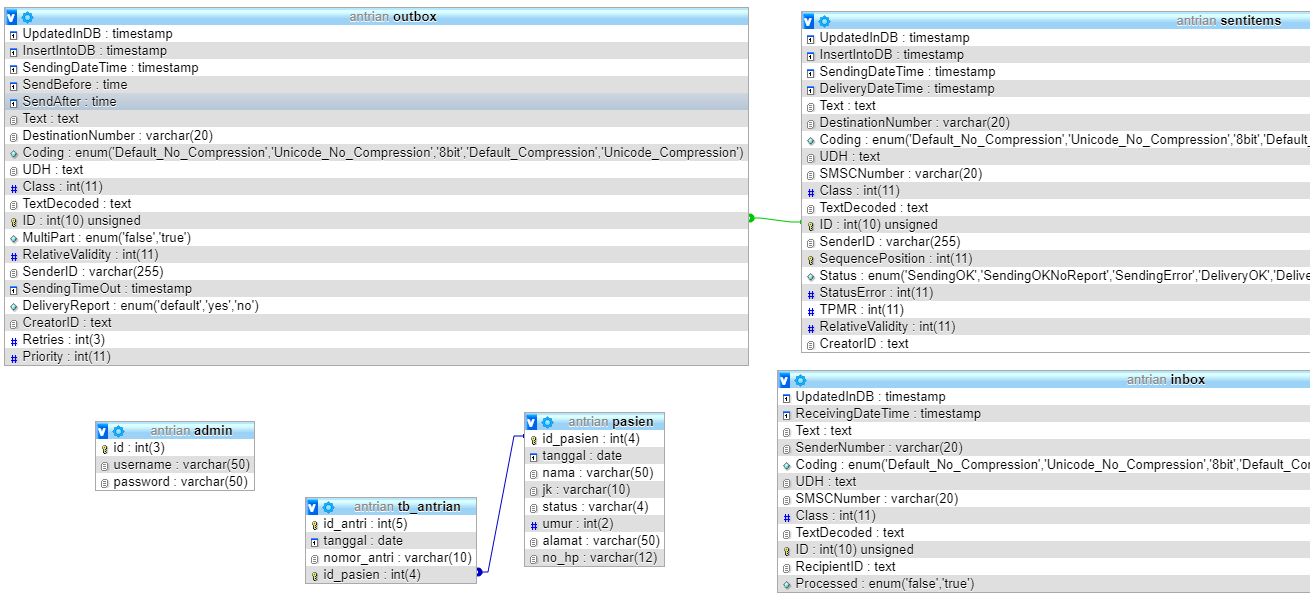 antrian outbox
UpdatedInDB : timestamp
InsertIntoDB : timestamp
SendingDateTime : timestamp
SendBefore : time
SendAfter : time
Text : text
DestinationNumber : varchar(20)
Coding : enum('Default_No_Compression','Unicode_No_Compression','8bit','Default_Compression','Unicode_Compression')
UDH : text
Class : int(11)
TextDecoded : text
ID : int(10) unsigned
MultiPart : enum('false','true')
RelativeValidity : int(11)
SenderID : varchar(255)
SendingTimeOut : timestamp
DeliveryReport : enum('default','yes','no')
CreatorID : text
Retries : int(3)
Priority : int(11)
antrian sentitems
UpdatedInDB : timestamp
InsertIntoDB : timestamp
SendingDateTime : timestamp
DeliveryDateTime : timestamp
Text : text
DestinationNumber : varchar(20)
Coding : enum('Default_No_Compression','Unicode_No_Compression','8bit','Default_
UDH : text
SMSCNumber : varchar(20)
Class : int(11)
TextDecoded : text
ID : int(10) unsigned
SenderID : varchar(255)
SequencePosition : int(11)
Status : enum('SendingOK','SendingOKNoReport','SendingError','DeliveryOK','Delive
StatusError : int(11)
TPMR : int(11)
RelativeValidity : int(11)
CreatorID : text
antrian admin
id : int(3)
username : varchar(50)
password : varchar(50)
antrian tb_antrian
id_antri : int(5)
tanggal : date
nomor_antri : varchar(10)
id_pasien : int(4)
antrian pasien
id_pasien : int(4)
tanggal : date
nama : varchar(50)
jk : varchar(10)
status : varchar(4)
umur : int(2)
alamat : varchar(50)
no_hp : varchar(12)
antrian inbox
UpdatedInDB : timestamp
ReceivingDateTime : timestamp
Text : text
SenderNumber : varchar(20)
Coding : enum('Default_No_Compression','Unicode_No_Compression','8bit','Default_Co
UDH : text
SMSCNumber : varchar(20)
Class : int(11)
TextDecoded : text
ID : int(10) unsigned
RecipientID : text
Processed : enum('false','true')